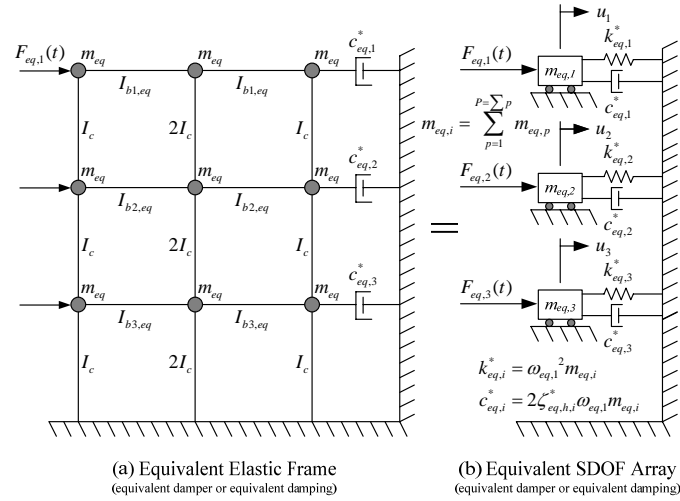 F_{eq,1}(t) m_{eq} m_{eq} m_{eq} c^*_{eq,1}
I_{b1,eq} I_{b1,eq}
I_c 2I_c I_c
m_{eq} m_{eq} m_{eq} c^*_{eq,2}
I_{b2,eq} I_{b2,eq}
I_c 2I_c I_c
m_{eq} m_{eq} m_{eq} c^*_{eq,3}
I_{b3,eq} I_{b3,eq}
I_c 2I_c I_c
(a) Equivalent Elastic Frame
(equivalent damper or equivalent damping)
=
u_1
F_{eq,1}(t) m_{eq,1} k^*_{eq,1}
c^*_{eq,1}
m_{eq,i} = \sum_{p=1}^{P=\sum p} m_{eq,p}
u_2
F_{eq,2}(t) m_{eq,2} k^*_{eq,2}
c^*_{eq,2}
u_3
F_{eq,3}(t) m_{eq,3} k^*_{eq,3}
c^*_{eq,3}
k^*_{eq,i} = ω_{eq,1}^2 m_{eq,i}
c^*_{eq,i} = 2ζ^*_{eq,h,i} ω_{eq,1} m_{eq,i}
(b) Equivalent SDOF Array
(equivalent damper or equivalent damping)